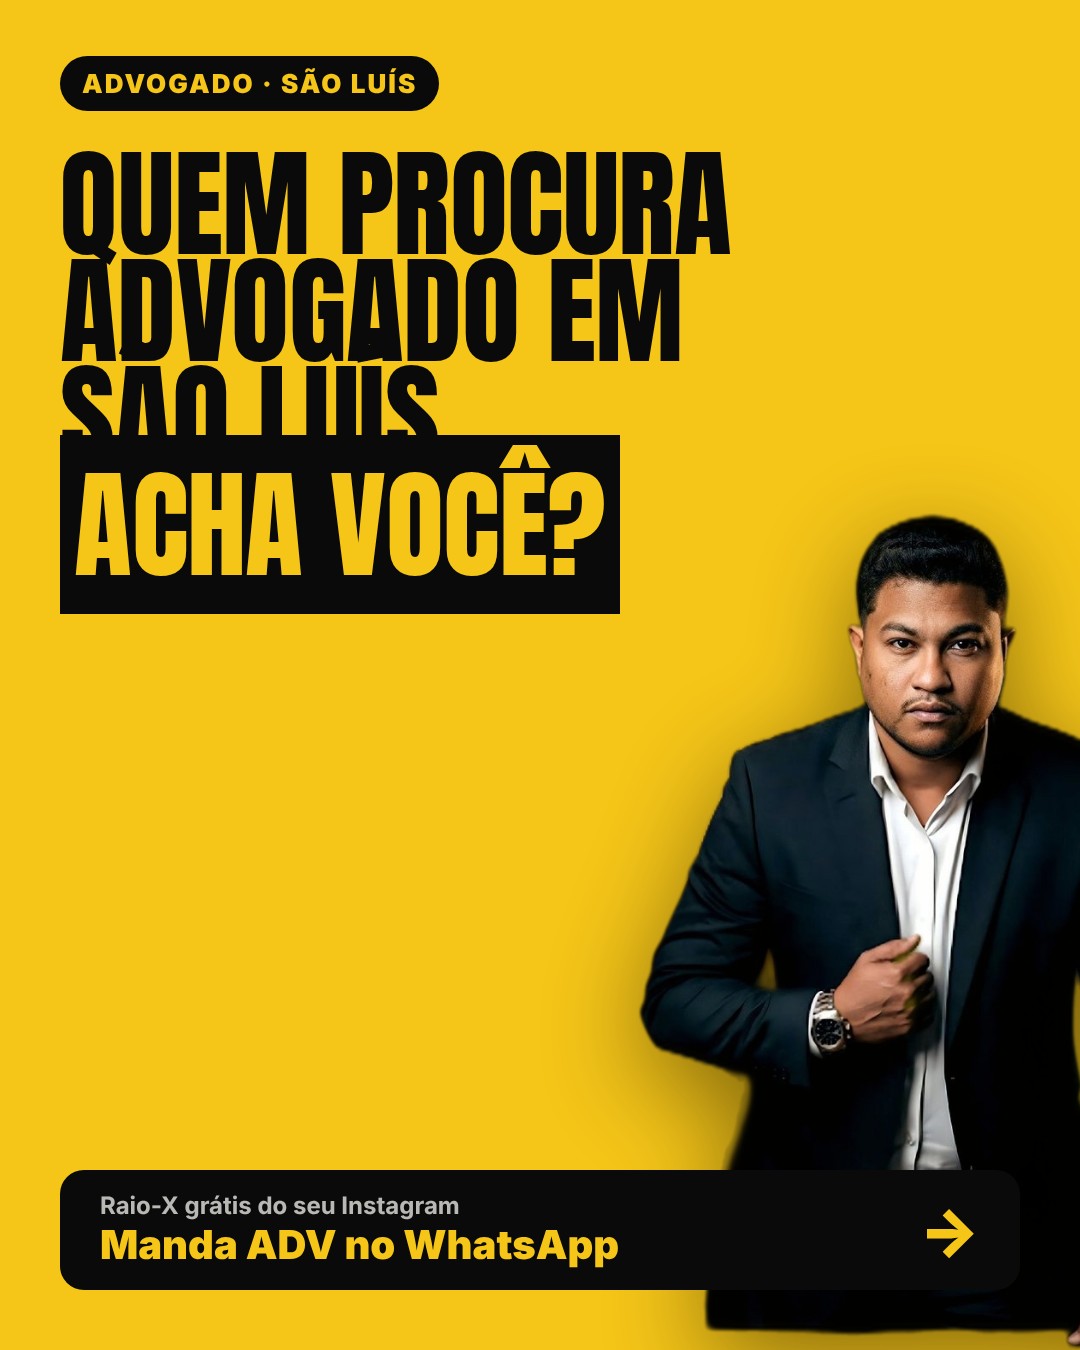 ADVOGADO · SÃO LUÍS
QUEM PROCURA
ADVOGADO EM
SÃO LUÍS
ACHA VOCÊ?
Raio-X grátis do seu Instagram
Manda ADV no WhatsApp